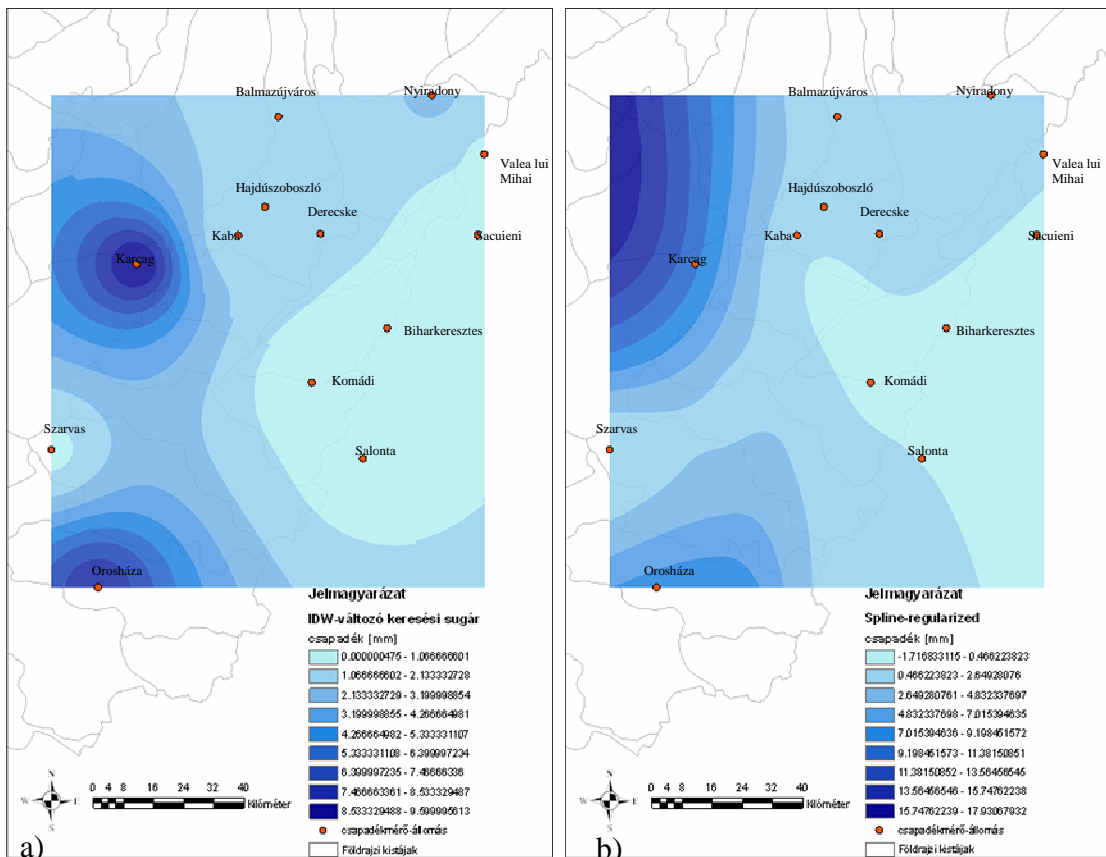 Balmazújváros
Nyiradony
Valea lui
Mihai
Hajdúszoboszló
Derecske
Kaba
Sacuieni
Karcag
Biharkeresztes
Komádi
Szarvas
Salonta
Orosháza
Jelmagyarázat
IDW-változó keresési sugár
csapadék [mm]
0.000000475 - 1.066666601
1.066666602 - 2.133332728
2.133332729 - 3.199998854
3.199998855 - 4.266664981
4.266664982 - 5.333331107
5.333331108 - 6.399997234
6.399997235 - 7.46666336
7.466663361 - 8.533329487
8.533329488 - 9.599995613
csapadékmérő-állomás
Földrajzi kistájak
N
W E
S
0 4 8 16 24 32 40
Kilométer
a)
Balmazújváros
Nyiradony
Valea lui
Mihai
Hajdúszoboszló
Derecske
Kaba
Sacuieni
Karcag
Biharkeresztes
Komádi
Szarvas
Salonta
Orosháza
Jelmagyarázat
Spline-regularized
csapadék [mm]
-1.716833115 - 0.466223823
0.466223823 - 2.64928076
2.649280761 - 4.832337697
4.832337698 - 7.015394635
7.015394636 - 9.198451572
9.198451573 - 11.38150851
11.38150852 - 13.56456545
13.56456546 - 15.74762238
15.74762239 - 17.93067932
csapadékmérő-állomás
Földrajzi kistájak
N
W E
S
0 4 8 16 24 32 40
Kilométer
b)